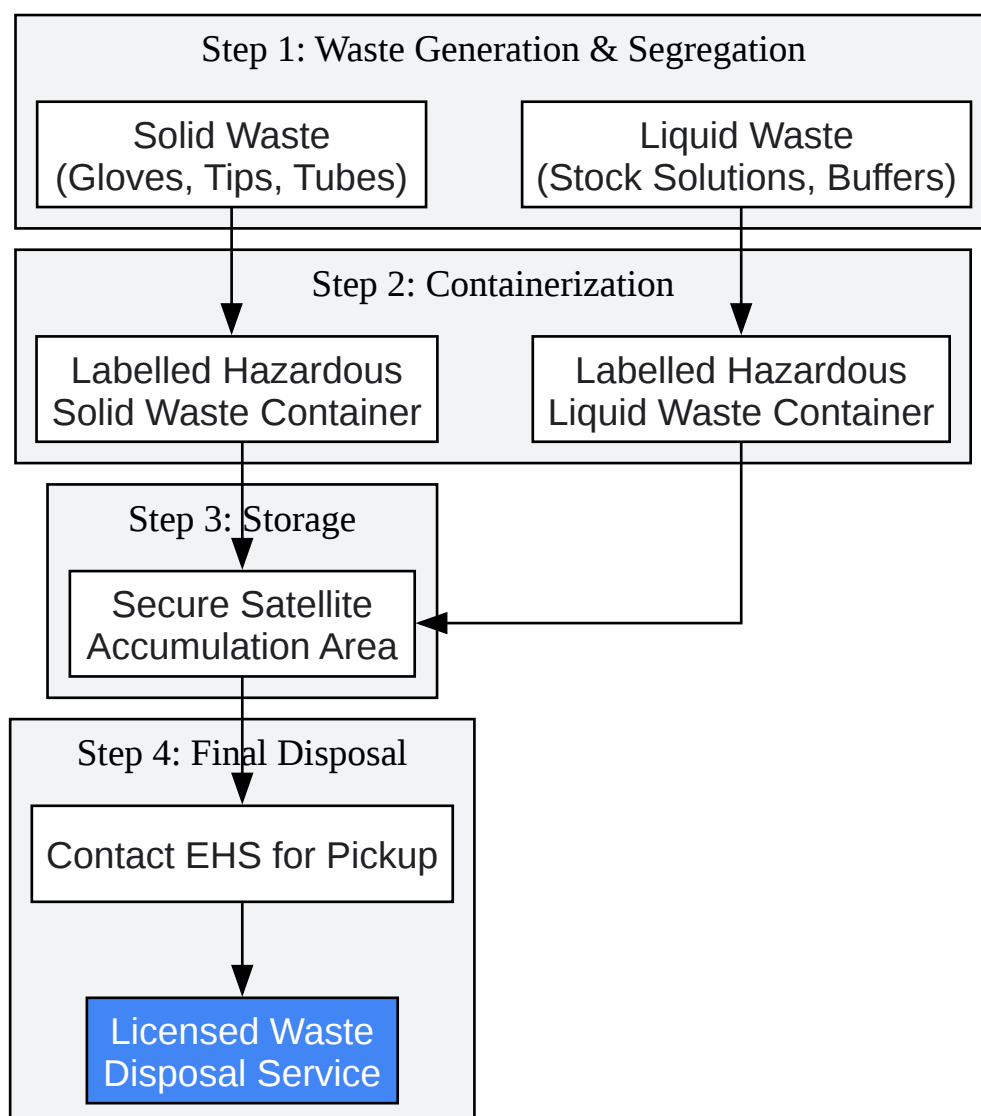 Step 1: Waste Generation & Segregation
Solid Waste
(Gloves, Tips, Tubes)
Liquid Waste
(Stock Solutions, Buffers)
Step 2: Containerization
Labelled Hazardous
Solid Waste Container
Labelled Hazardous
Liquid Waste Container
Step 3: Storage
Secure Satellite
Accumulation Area
Step 4: Final Disposal
Contact EHS for Pickup
Licensed Waste
Disposal Service